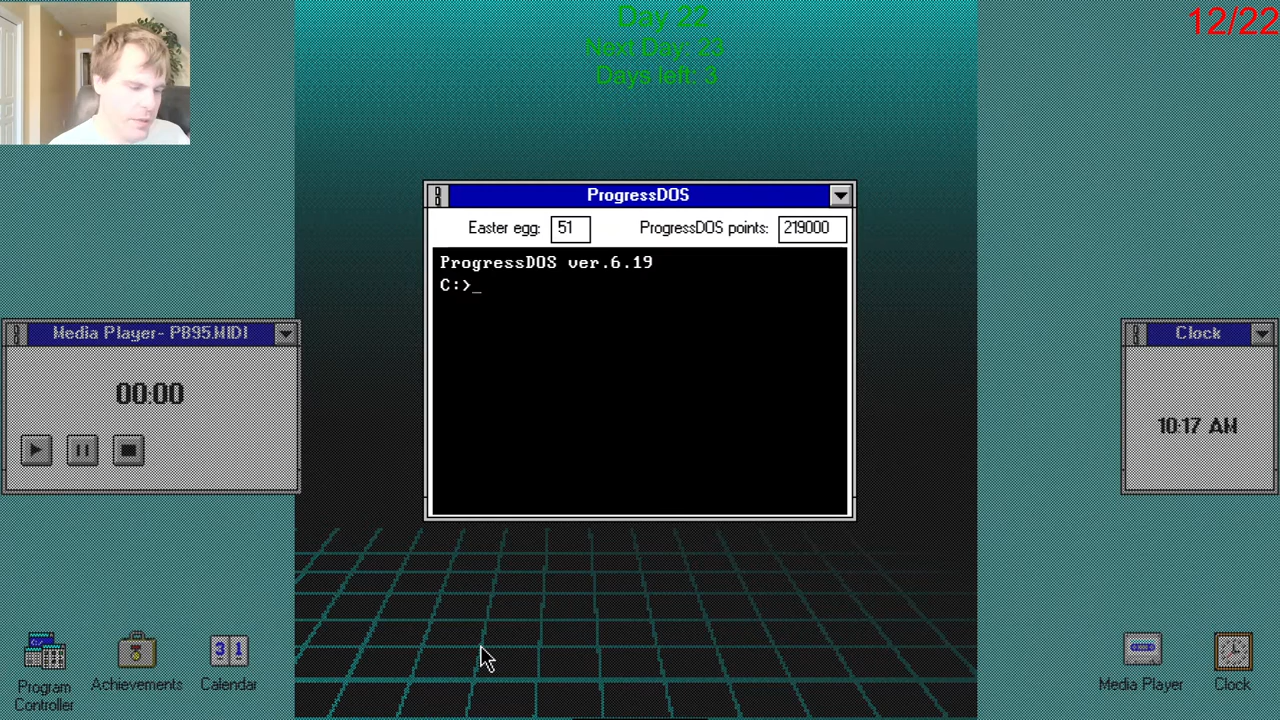 Day 22
Next Day: 23
Days left: 3
12/22
ProgressDOS
Easter egg: 51
ProgressDOS points: 219000
ProgressDOS ver.6.19
C:>_
Media Player- PB95.MIDI
00:00
Clock
10:17 AM
Program Controller
Achievements
31
Calendar
Media Player
Clock